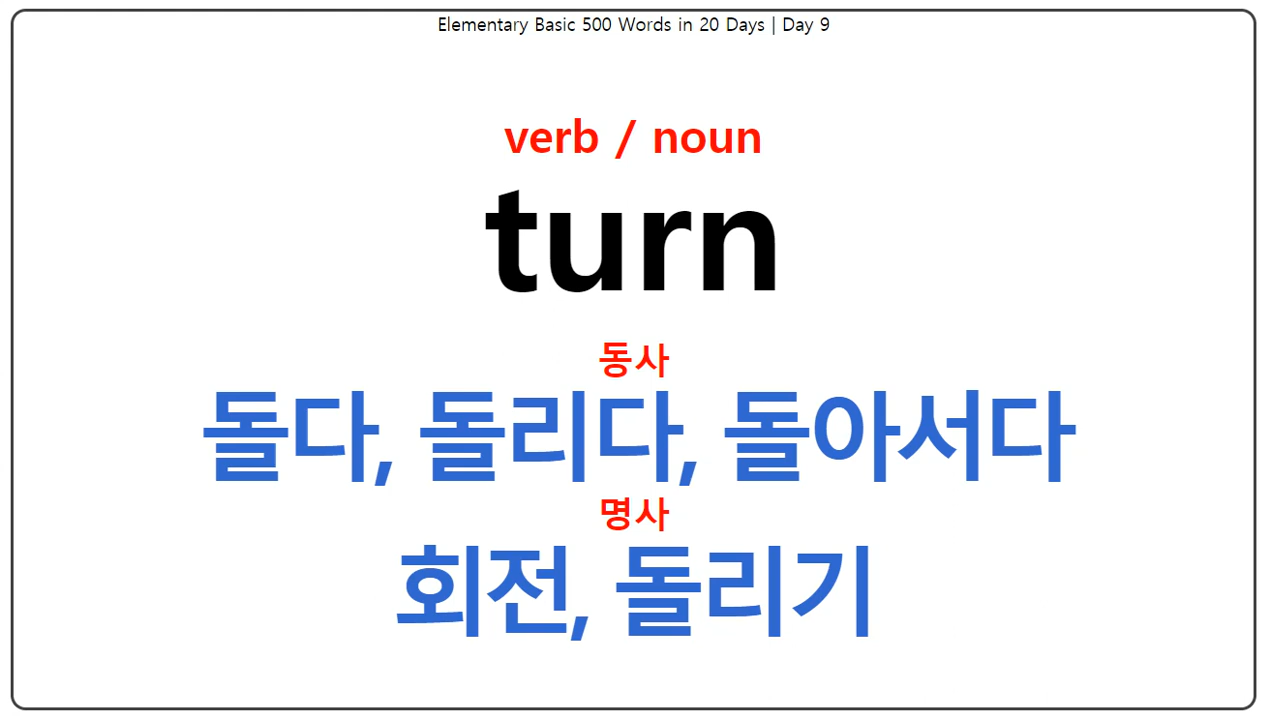 Elementary Basic 500 Words in 20 Days | Day 9
verb / noun
turn
동사
돌다, 돌리다, 돌아서다
명사
회전, 돌리기